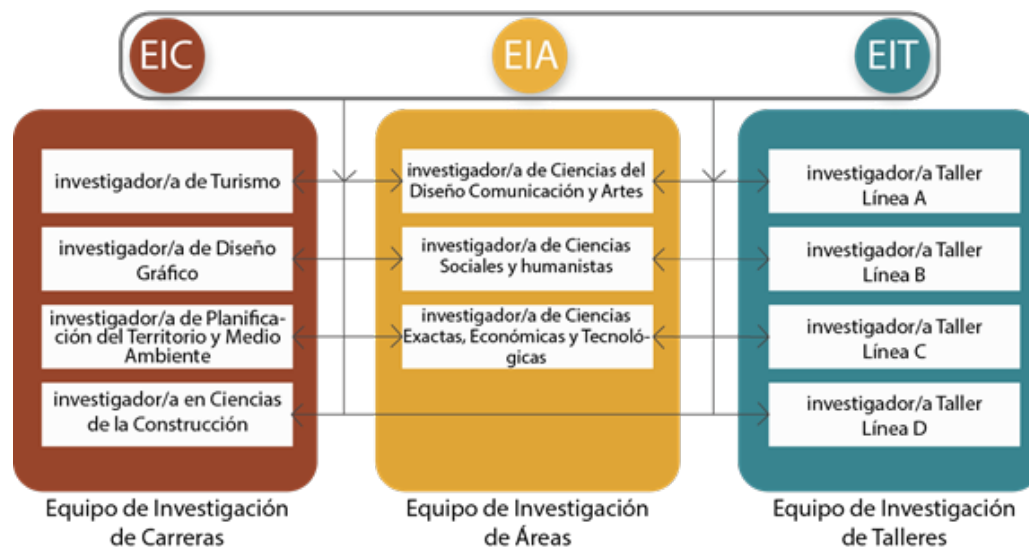 EIC
EIA
EIT
investigador/a de Turismo
investigador/a de Diseño
Gráfico
investigador/a de Planifica-
ción del Territorio y Medio
Ambiente
investigador/a en Ciencias
de la Construcción
Equipo de Investigación
de Carreras
investigador/a de Ciencias del
Diseño Comunicación y Artes
investigador/a de Ciencias
Sociales y humanistas
investigador/a de Ciencias
Exactas, Económicas y Tecnoló-
gicas
Equipo de Investigación
de Áreas
investigador/a Taller
Línea A
investigador/a Taller
Línea B
investigador/a Taller
Línea C
investigador/a Taller
Línea D
Equipo de Investigación
de Talleres